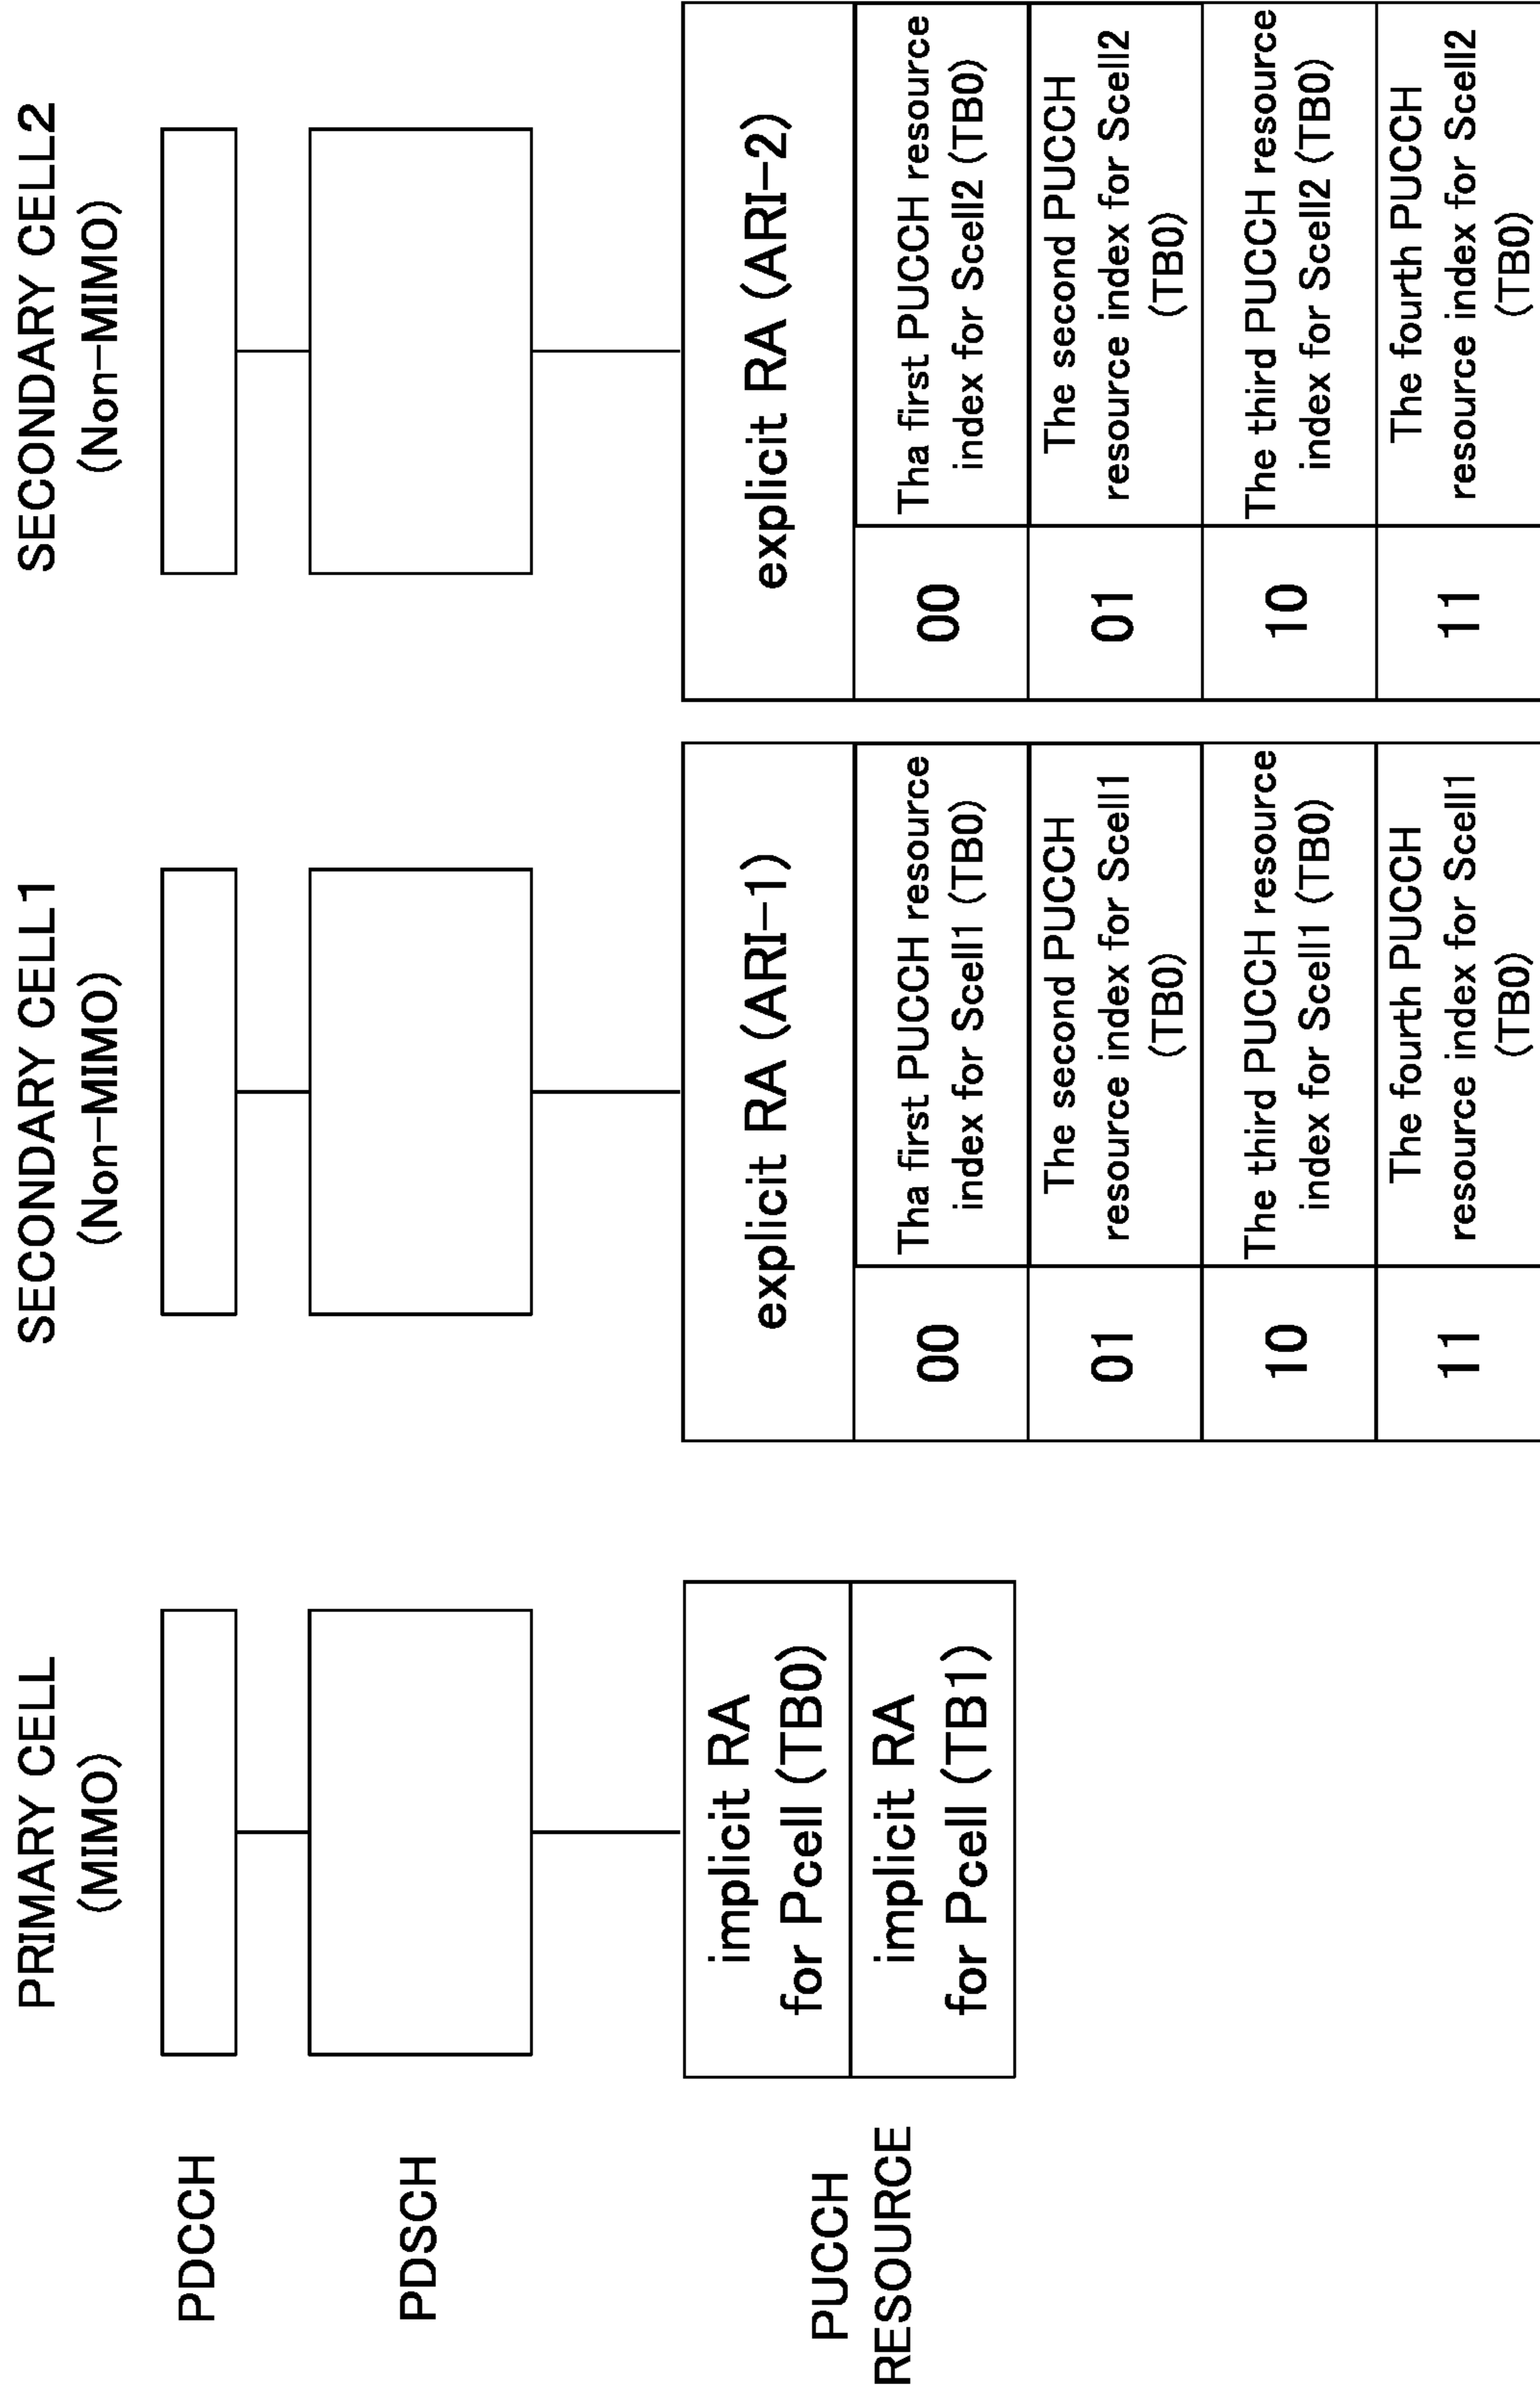 PRIMARY CELL
(MIMO)
SECONDARY CELL1
(Non-MIMO)
SECONDARY CELL2
(Non-MIMO)
PDCCH
PDSCH
PUCCH
RESOURCE
implicit RA
for Pcell (TB0)
implicit RA
for Pcell (TB1)
explicit RA (ARI-1)
00
Tha first PUCCH resource
index for Scell1 (TB0)
01
The second PUCCH
resource index for Scell1
(TB0)
10
The third PUCCH resource
index for Scell1 (TB0)
11
The fourth PUCCH
resource index for Scell1
(TB0)
explicit RA (ARI-2)
00
Tha first PUCCH resource
index for Scell2 (TB0)
01
The second PUCCH
resource index for Scell2
(TB0)
10
The third PUCCH resource
index for Scell2 (TB0)
11
The fourth PUCCH
resource index for Scell2
(TB0)